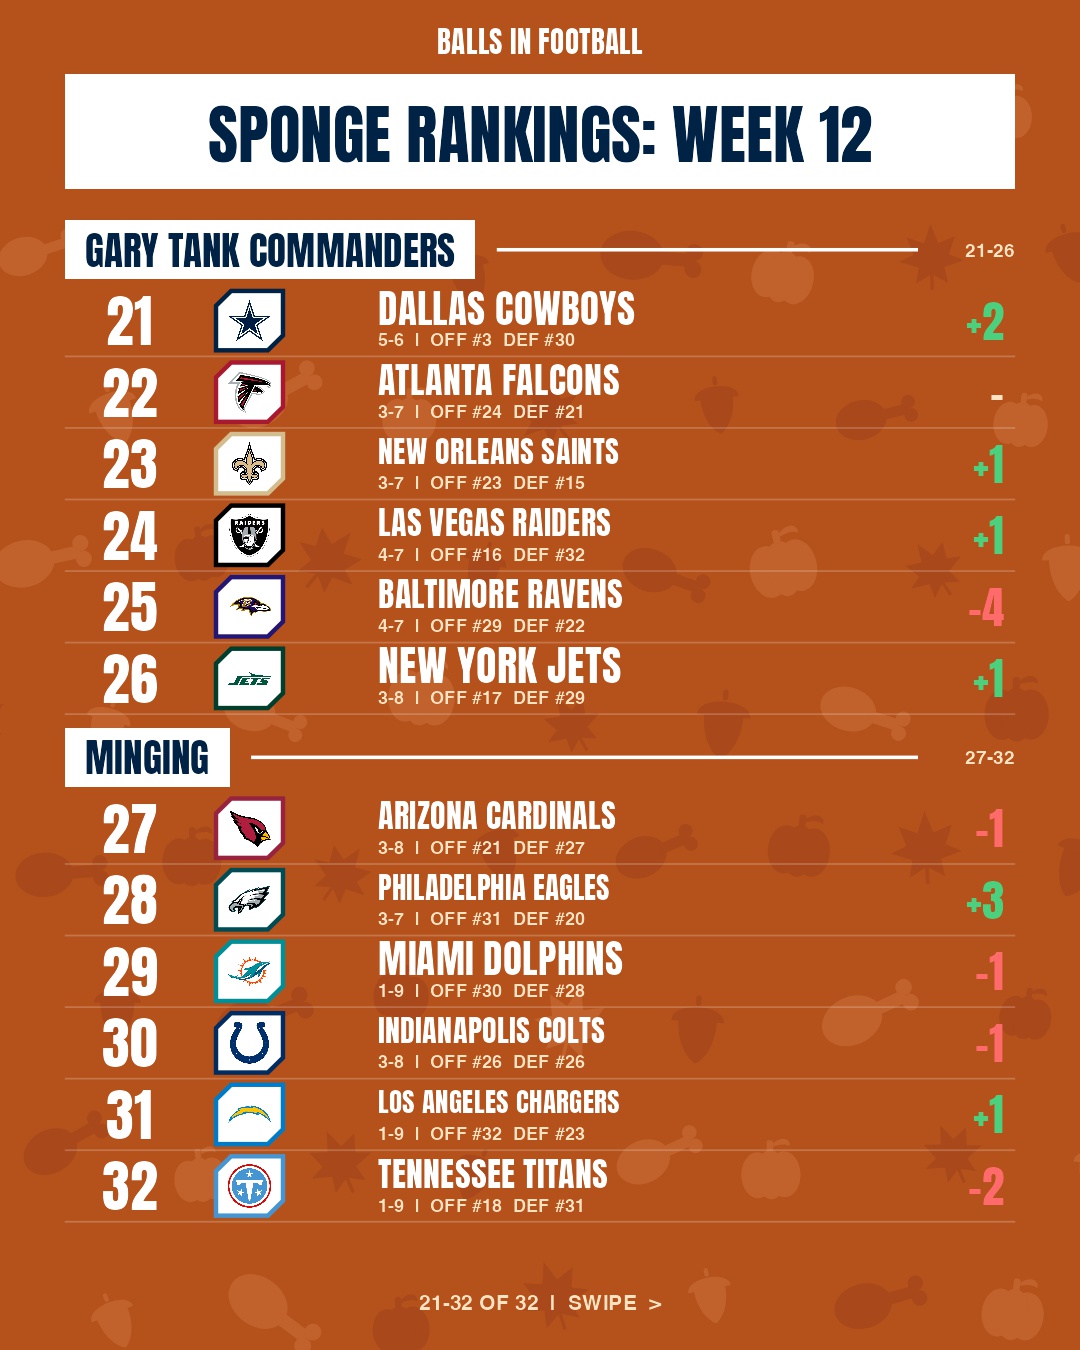 BALLS IN FOOTBALL
SPONGE RANKINGS: WEEK 12
GARY TANK COMMANDERS 21-26
21 DALLAS COWBOYS +2
5-6 | OFF #3 DEF #30
22 ATLANTA FALCONS -
3-7 | OFF #24 DEF #21
23 NEW ORLEANS SAINTS +1
3-7 | OFF #23 DEF #15
24 RAIDERS LAS VEGAS RAIDERS +1
4-7 | OFF #16 DEF #32
25 BALTIMORE RAVENS -4
4-7 | OFF #29 DEF #22
26 JETS NEW YORK JETS +1
3-8 | OFF #17 DEF #29
MINGING 27-32
27 ARIZONA CARDINALS -1
3-8 | OFF #21 DEF #27
28 PHILADELPHIA EAGLES +3
3-7 | OFF #31 DEF #20
29 MIAMI DOLPHINS -1
1-9 | OFF #30 DEF #28
30 INDIANAPOLIS COLTS -1
3-8 | OFF #26 DEF #26
31 LOS ANGELES CHARGERS +1
1-9 | OFF #32 DEF #23
32 T TENNESSEE TITANS -2
1-9 | OFF #18 DEF #31
21-32 OF 32 | SWIPE >